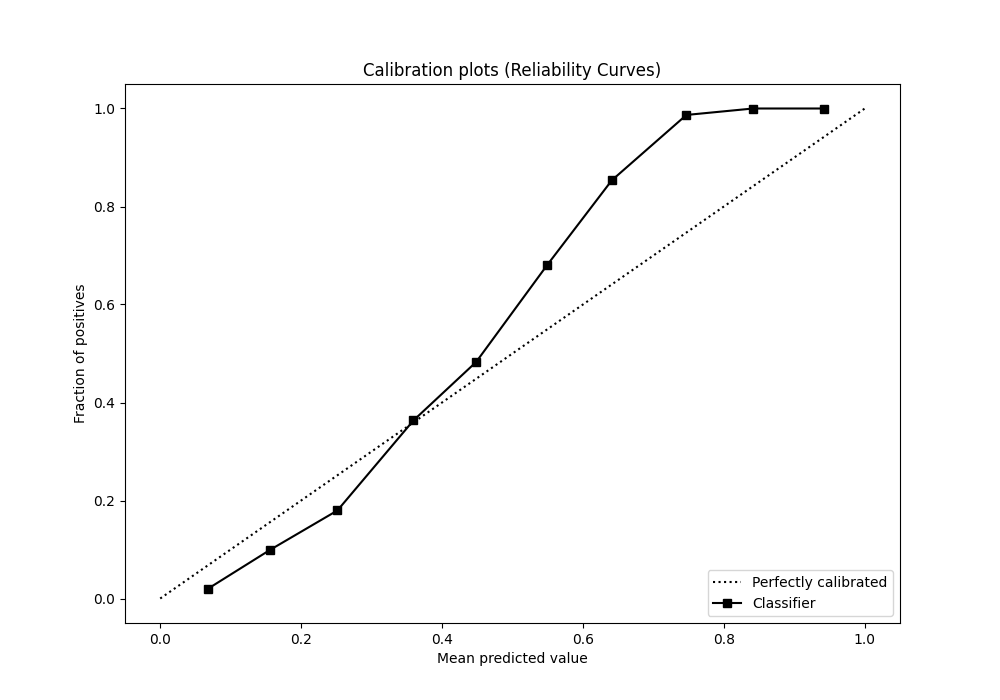 Calibration plots (Reliability Curves)
Fraction of positives
1.0
0.8
0.6
0.4
0.2
0.0
0.0 0.2 0.4 0.6 0.8 1.0
Mean predicted value
Perfectly calibrated
Classifier